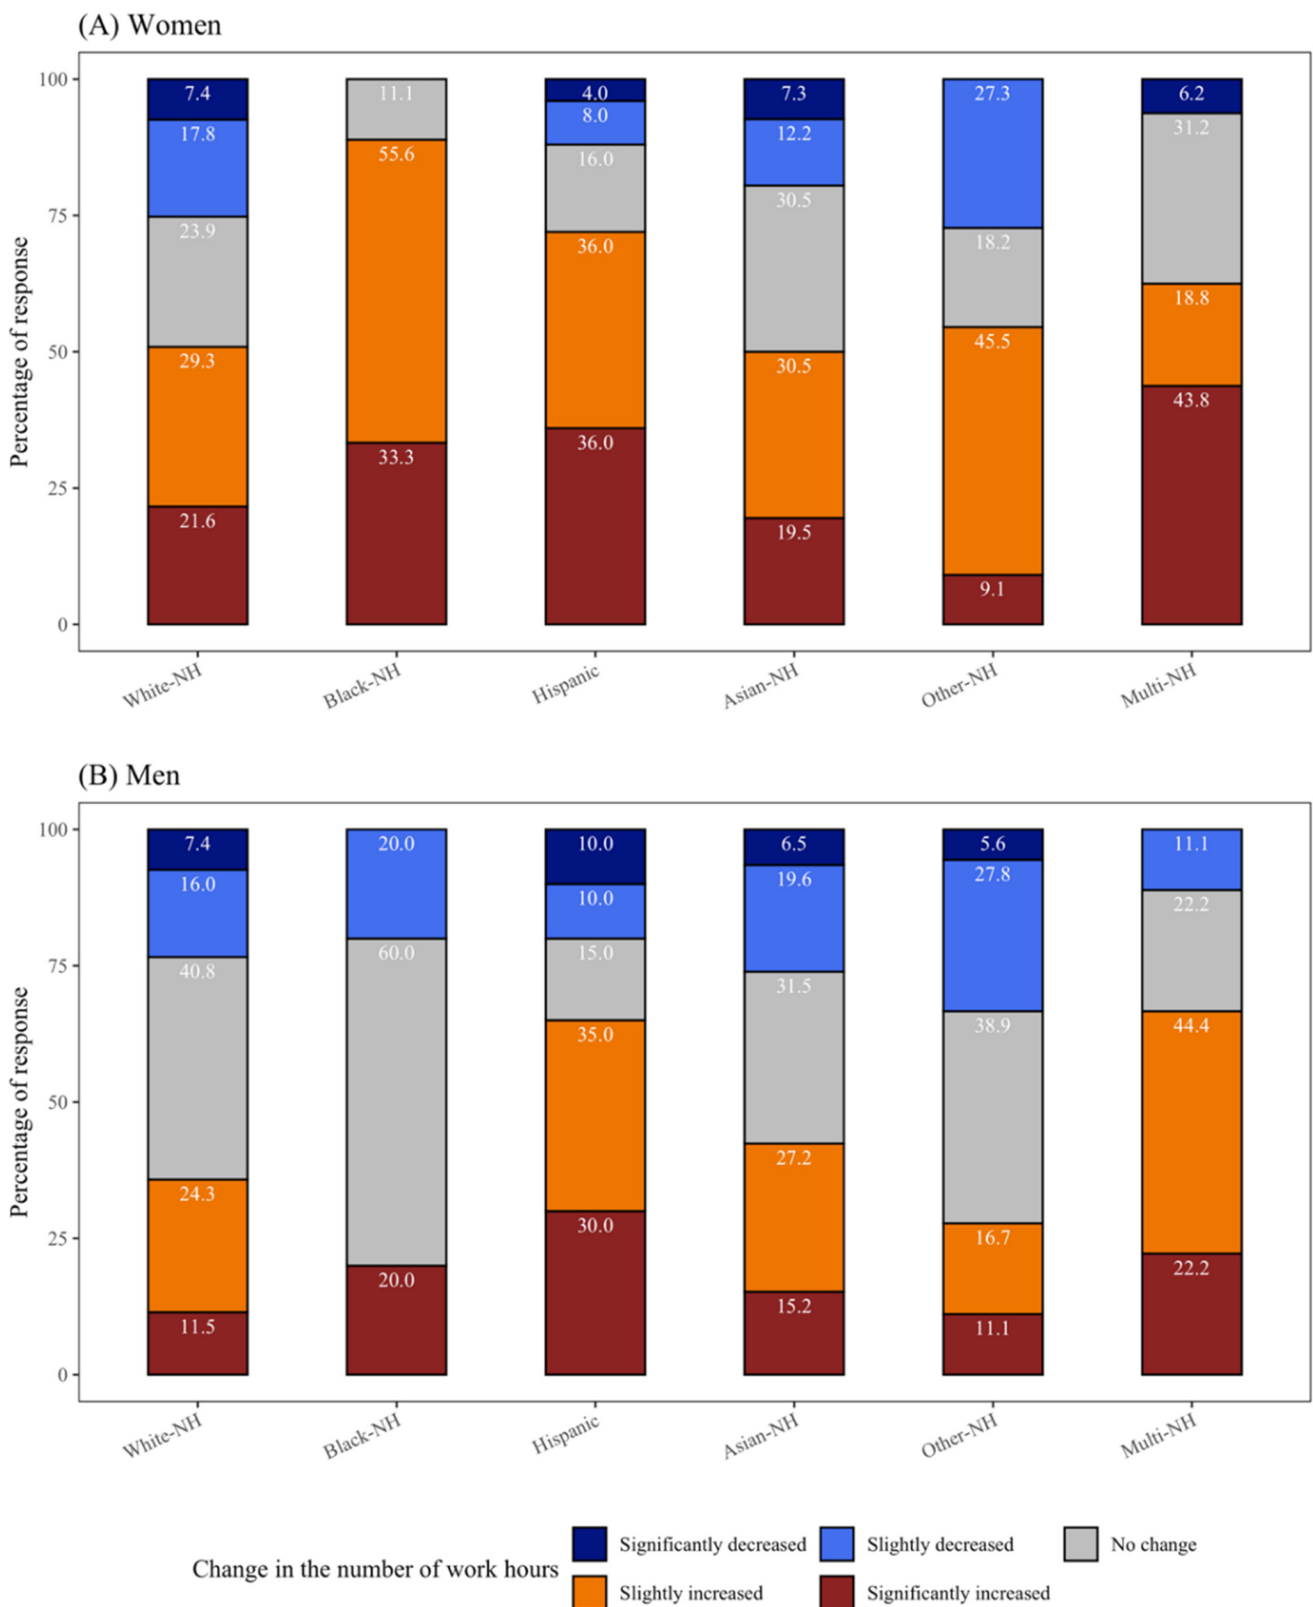 (A) Women
Percentage of response
100
75
50
25
0
7.4
17.8
23.9
29.3
21.6
11.1
55.6
33.3
4.0
8.0
16.0
36.0
36.0
7.3
12.2
30.5
30.5
19.5
27.3
18.2
45.5
9.1
6.2
31.2
18.8
43.8
White-NH
Black-NH
Hispanic
Asian-NH
Other-NH
Multi-NH
(B) Men
Percentage of response
100
75
50
25
0
7.4
16.0
40.8
24.3
11.5
20.0
60.0
20.0
10.0
10.0
15.0
35.0
30.0
6.5
19.6
31.5
27.2
15.2
5.6
27.8
38.9
16.7
11.1
11.1
22.2
44.4
22.2
White-NH
Black-NH
Hispanic
Asian-NH
Other-NH
Multi-NH
Change in the number of work hours
Significantly decreased
Slightly decreased
No change
Slightly increased
Significantly increased